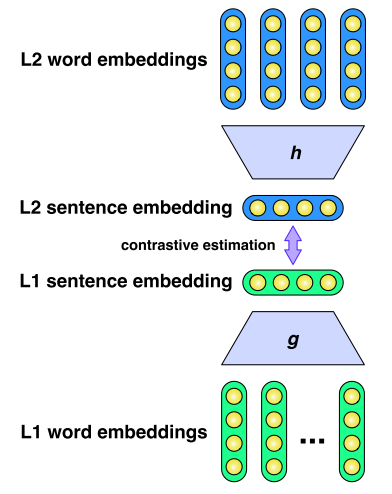 L2 word embeddings
h
L2 sentence embedding
contrastive estimation
L1 sentence embedding
g
L1 word embeddings ...